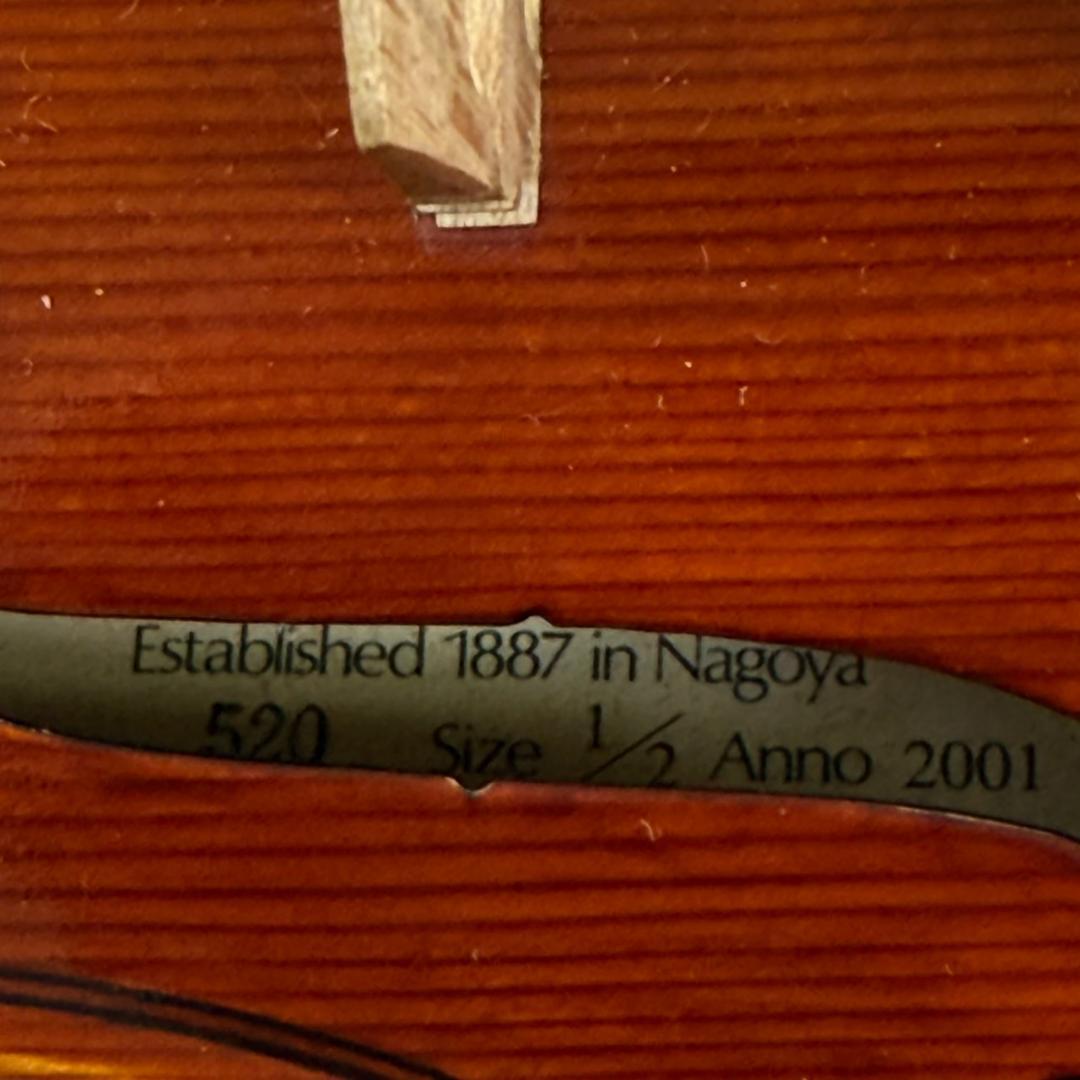 Established 1887 in Nagoya
520 Size 1/2 Anno 2001